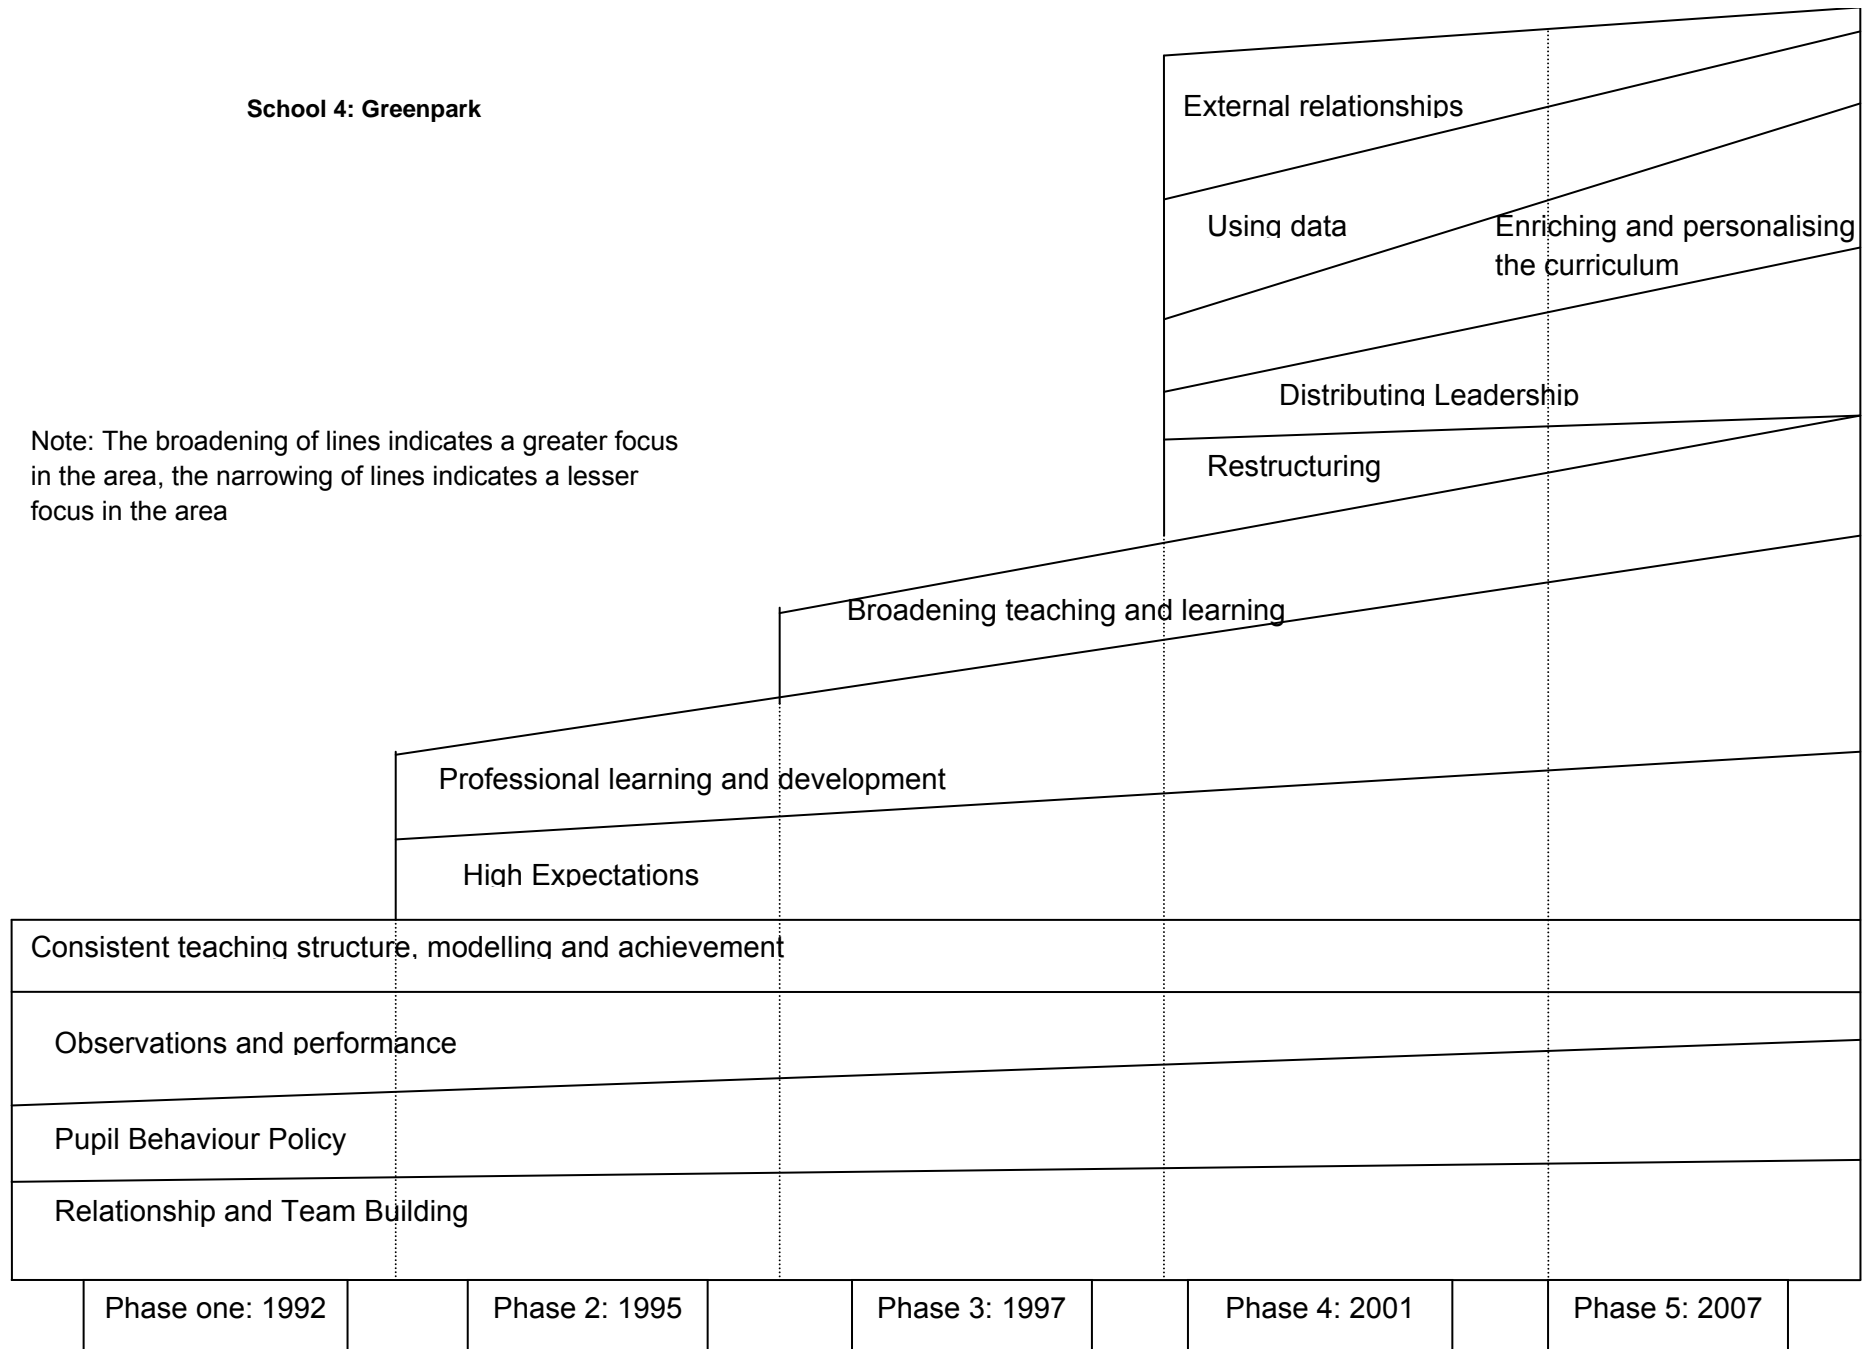 School 4: Greenpark
External relationships
Using data
Enriching and personalising
the curriculum
Distributing Leadership
Note: The broadening of lines indicates a greater focus
in the area, the narrowing of lines indicates a lesser
focus in the area
Restructuring
Broadening teaching and learning
Professional learning and development
High Expectations
Consistent teaching structure, modelling and achievement
Observations and performance
Pupil Behaviour Policy
Relationship and Team Building
Phase one: 1992
Phase 2: 1995
Phase 3: 1997
Phase 4: 2001
Phase 5: 2007